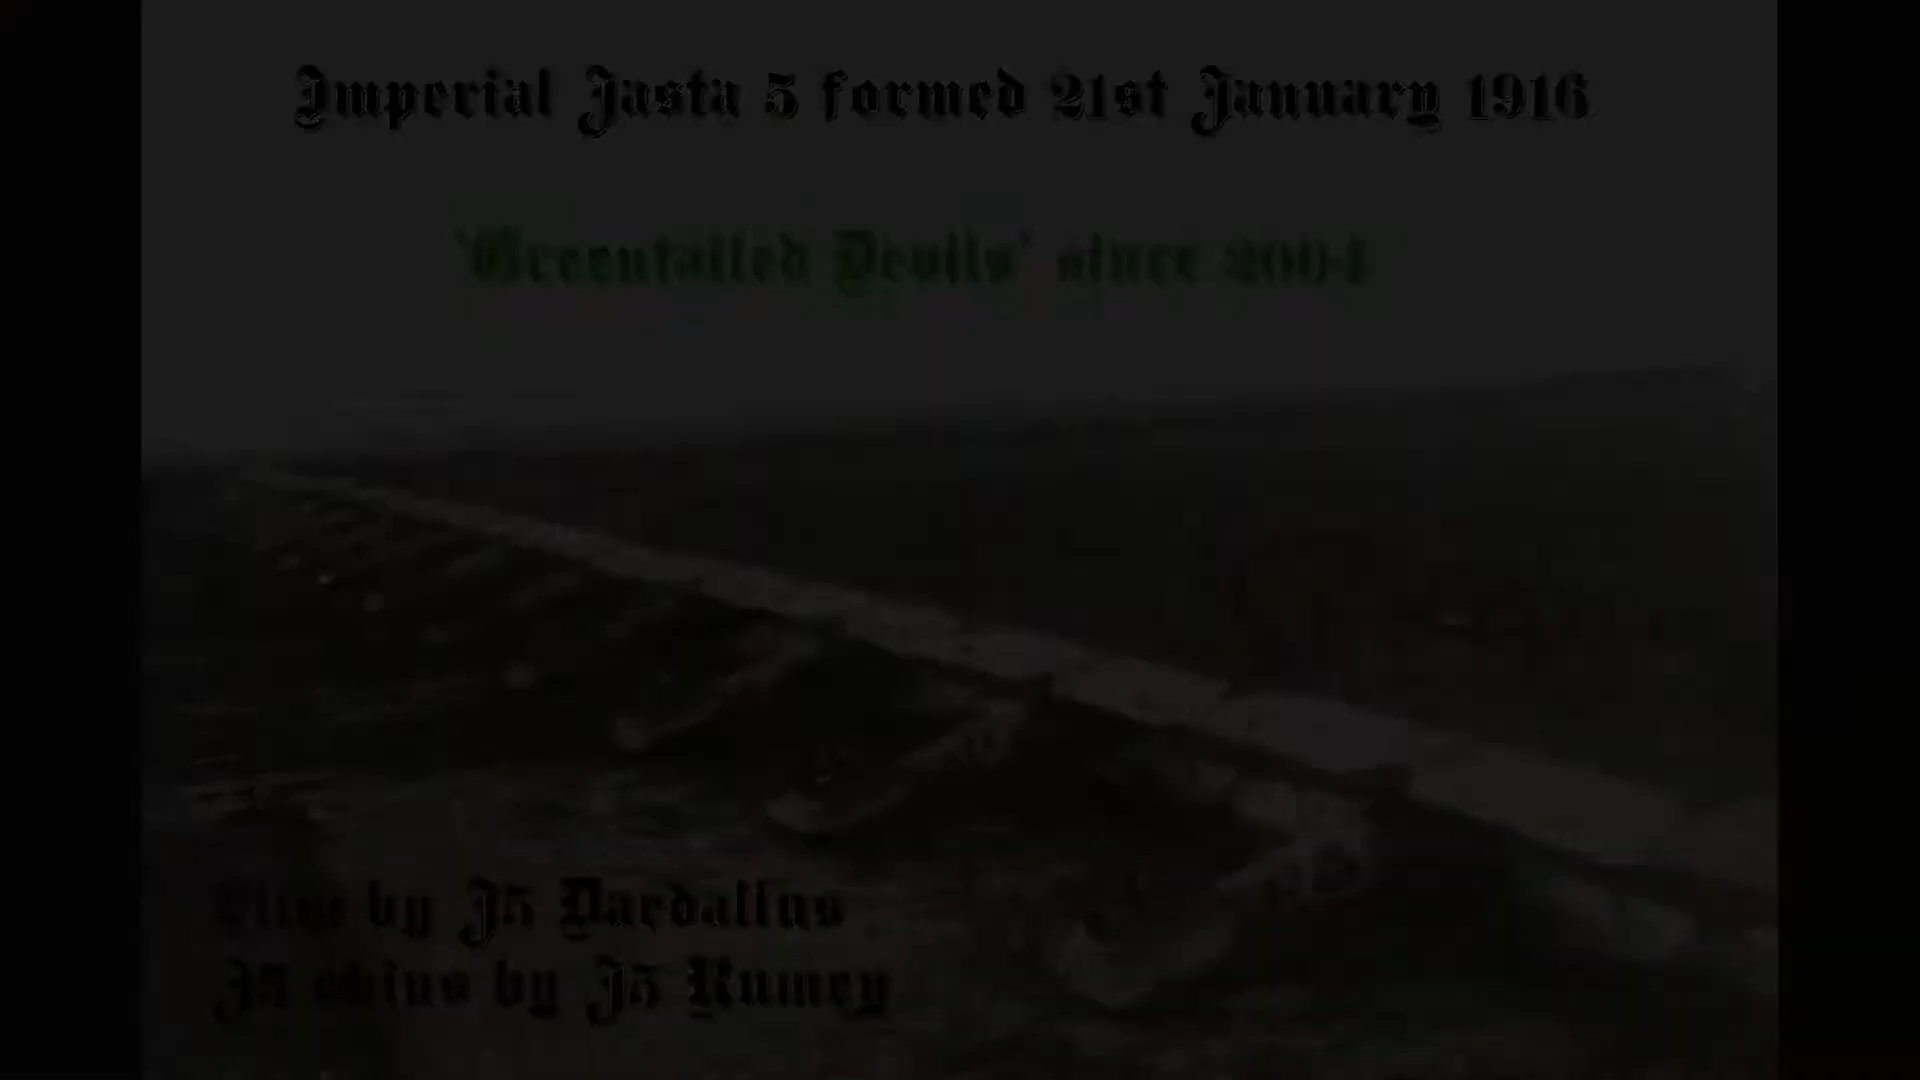 Imperial Jasta 5 formed 21st January 1916
'Greentailed Devils' since 2004
by J5 Daedallus
J5 skins by J5 Rumey